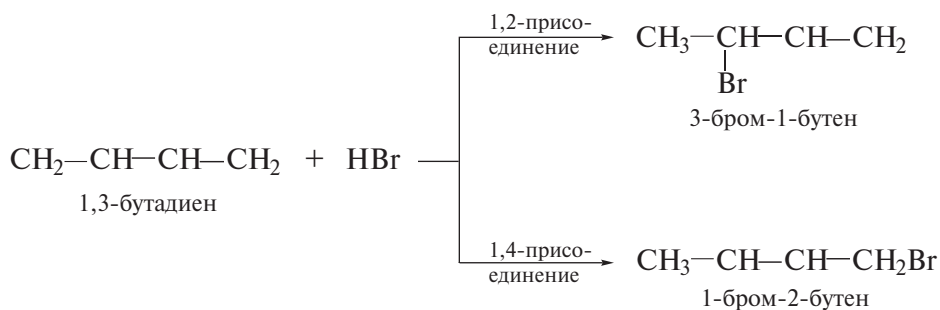 1,2-присо-
единение
CH3—CH—CH—CH2
Br
3-бром-1-бутен
CH2—CH—CH—CH2 + HBr
1,3-бутадиен
1,4-присо-
единение
CH3—CH—CH—CH2Br
1-бром-2-бутен